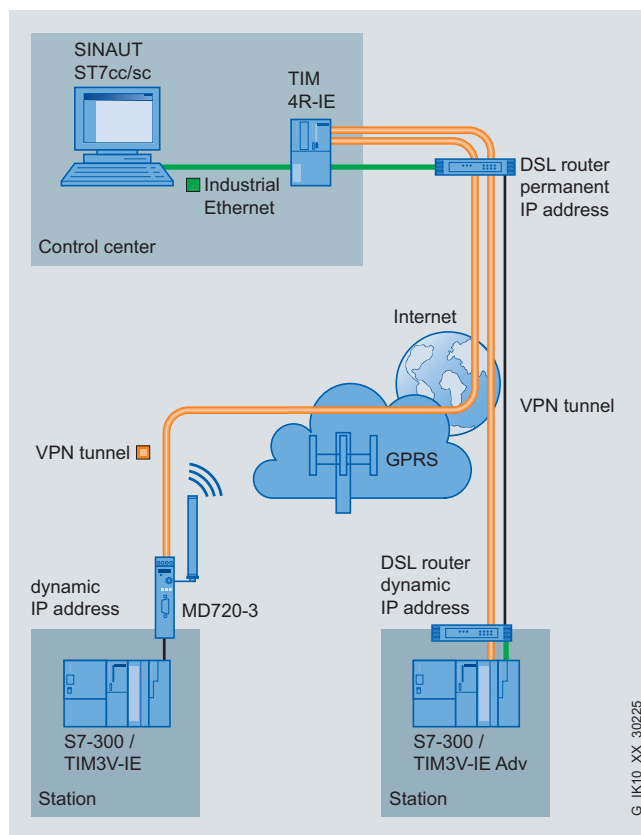 SINAUT
ST7cc/sc
TIM
4R-IE
Industrial
Ethernet
Control center
DSL router
permanent
IP address
Internet
VPN tunnel
GPRS
VPN tunnel
dynamic
IP address
MD720-3
DSL router
dynamic
IP address
S7-300 /
TIM3V-IE
Station
S7-300 /
TIM3V-IE Adv
Station
G_IK10_XX_30225